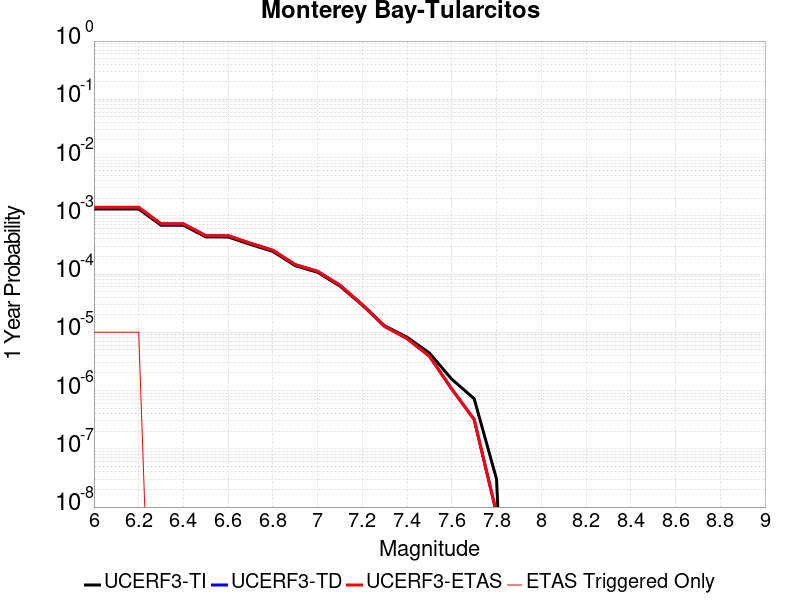 Monterey Bay-Tularcitos
10^0
10^-1
10^-2
10^-3
10^-4
10^-5
10^-6
10^-7
10^-8
1 Year Probability
6 6.2 6.4 6.6 6.8 7 7.2 7.4 7.6 7.8 8 8.2 8.4 8.6 8.8 9
Magnitude
UCERF3-TI UCERF3-TD UCERF3-ETAS ETAS Triggered Only